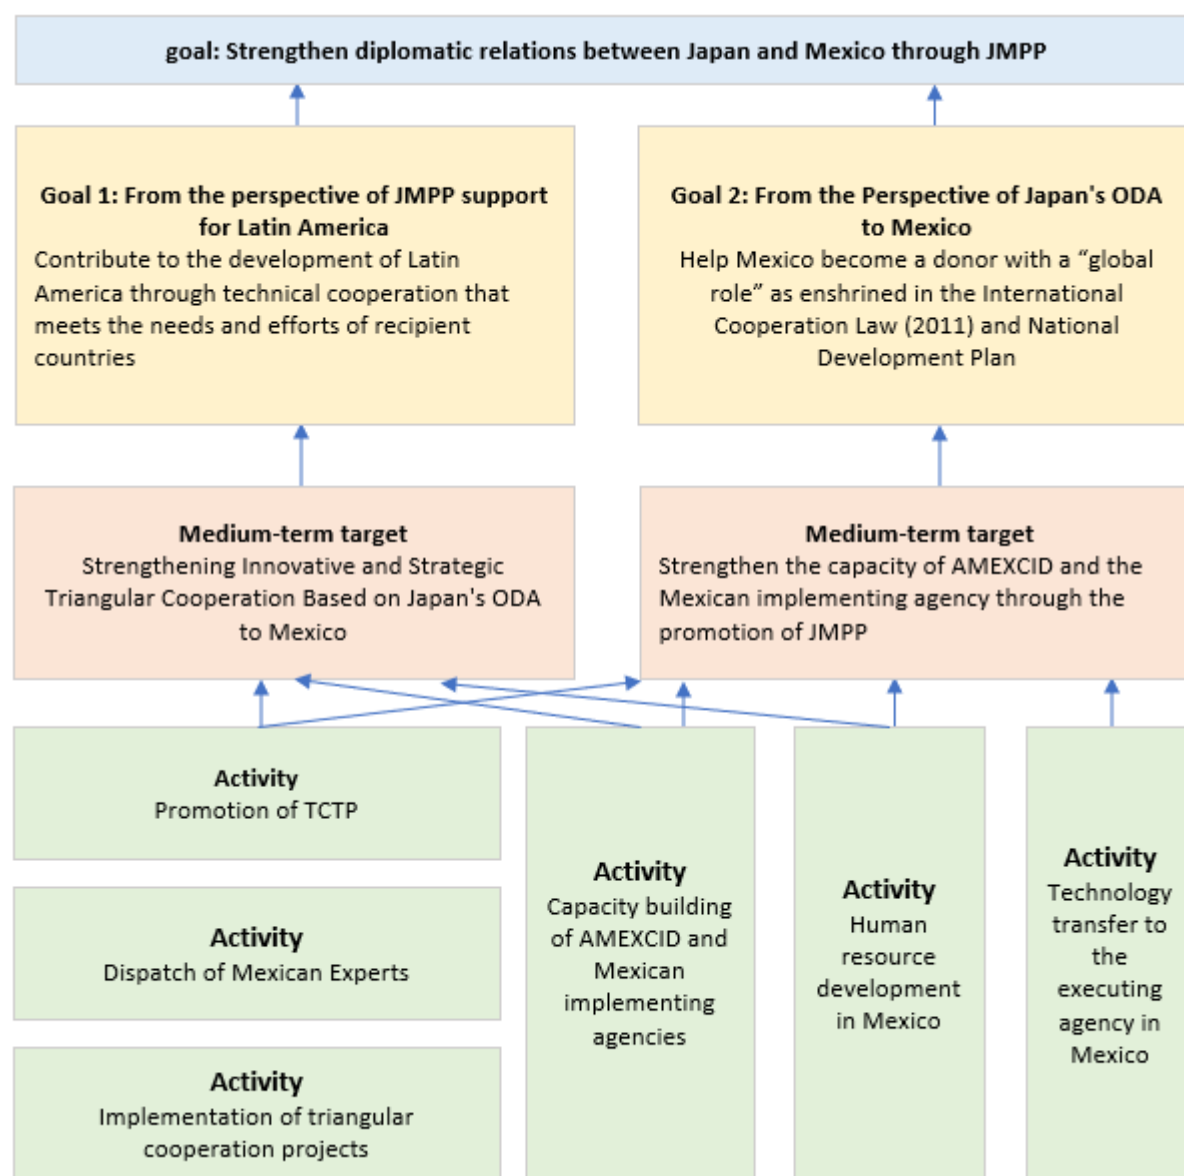 goal: Strengthen diplomatic relations between Japan and Mexico through JMPP
Goal 1: From the perspective of JMPP support
for Latin America
Contribute to the development of Latin
America through technical cooperation that
meets the needs and efforts of recipient
countries
Goal 2: From the Perspective of Japan's ODA
to Mexico
Help Mexico become a donor with a “global
role” as enshrined in the International
Cooperation Law (2011) and National
Development Plan
Medium-term target
Strengthening Innovative and Strategic
Triangular Cooperation Based on Japan's ODA
to Mexico
Medium-term target
Strengthen the capacity of AMEXCID and the
Mexican implementing agency through the
promotion of JMPP
Activity
Promotion of TCTP
Activity
Dispatch of Mexican Experts
Activity
Implementation of triangular
cooperation projects
Activity
Capacity building
of AMEXCID and
Mexican
implementing
agencies
Activity
Human
resource
development
in Mexico
Activity
Technology
transfer to
the
executing
agency in
Mexico